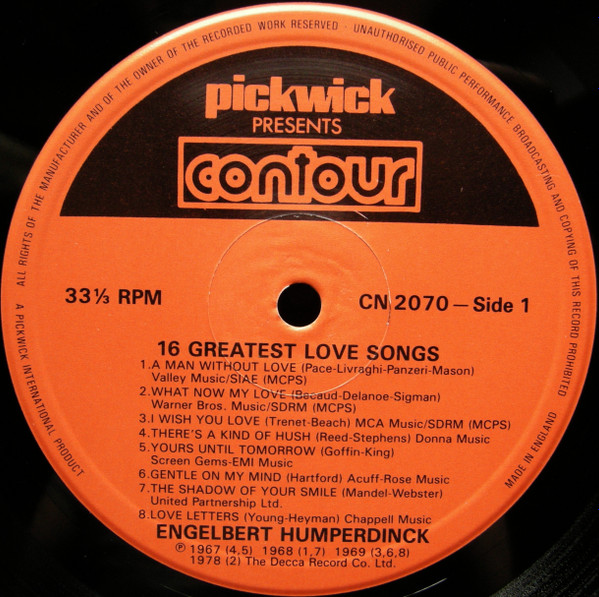 ALL RIGHTS OF THE MANUFACTURER AND OF THE OWNER OF THE RECORDED WORK RESERVED - UNAUTHORISED PUBLIC PERFORMANCE BROADCASTING AND COPYING OF THIS RECORD PROHIBITED
pickwick
PRESENTS
contour
33⅓ RPM
CN 2070 — Side 1
16 GREATEST LOVE SONGS
1.A MAN WITHOUT LOVE (Pace-Livraghi-Panzeri-Mason)
Valley Music/SIAE (MCPS)
2.WHAT NOW MY LOVE (Becaud-Delanoe-Sigman)
Warner Bros. Music/SDRM (MCPS)
3.I WISH YOU LOVE (Trenet-Beach) MCA Music/SDRM (MCPS)
4.THERE'S A KIND OF HUSH (Reed-Stephens) Donna Music
5.YOURS UNTIL TOMORROW (Goffin-King)
Screen Gems-EMI Music
6.GENTLE ON MY MIND (Hartford) Acuff-Rose Music
7.THE SHADOW OF YOUR SMILE (Mandel-Webster)
United Partnership Ltd.
8.LOVE LETTERS (Young-Heyman) Chappell Music
ENGELBERT HUMPERDINCK
℗ 1967 (4,5) 1968 (1,7) 1969 (3,6,8)
1978 (2) The Decca Record Co. Ltd.
A PICKWICK INTERNATIONAL PRODUCT
MADE IN ENGLAND